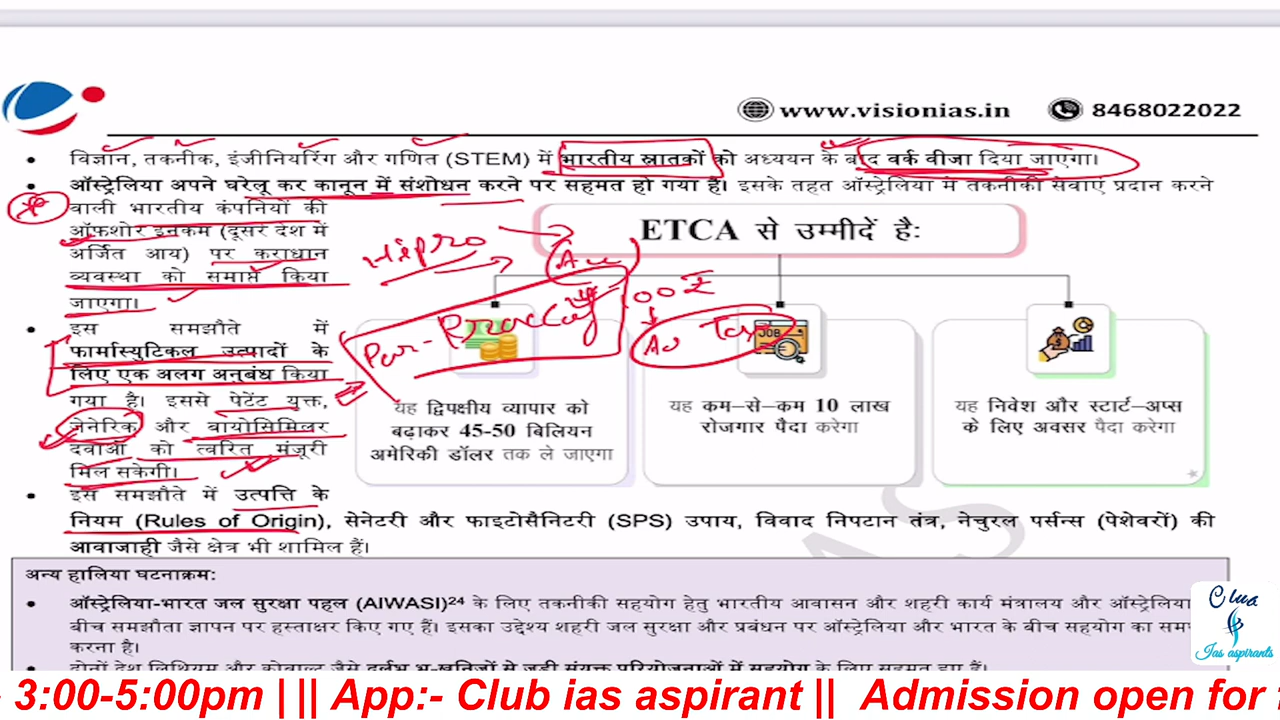 www.visionias.in 8468022022
• विज्ञान, तकनीक, इंजीनियरिंग और गणित (STEM) में भारतीय स्नातकों को अध्ययन के बाद वर्क वीजा दिया जाएगा।
• ऑस्ट्रेलिया अपने घरेलू कर कानून में संशोधन करने पर सहमत हो गया है। इसके तहत ऑस्ट्रेलिया में तकनीकी सेवाएं प्रदान करने
वाली भारतीय कंपनियों की
ऑफशोर इनकम (दूसरे देश में
अर्जित आय) पर कराधान
व्यवस्था को समाप्त किया
जाएगा।
• इस समझौते में
फार्मास्युटिकल उत्पादों के
लिए एक अलग अनुबंध किया
गया है। इससे पेटेंट युक्त,
जेनेरिक और बायोसिमिलर
दवाओं को त्वरित मंजूरी
मिल सकेगी।
ETCA से उम्मीदें हैः
यह द्विपक्षीय व्यापार को
बढ़ाकर 45-50 बिलियन
अमेरिकी डॉलर तक ले जाएगा
JOB
यह कम–से–कम 10 लाख
रोजगार पैदा करेगा
यह निवेश और स्टार्ट–अप्स
के लिए अवसर पैदा करेगा
• इस समझौते में उत्पत्ति के
नियम (Rules of Origin), सेनेटरी और फाइटोसैनिटरी (SPS) उपाय, विवाद निपटान तंत्र, नेचुरल पर्सन्स (पेशेवरों) की
आवाजाही जैसे क्षेत्र भी शामिल हैं।
अन्य हालिया घटनाक्रम:
• ऑस्ट्रेलिया-भारत जल सुरक्षा पहल (AIWASI)24 के लिए तकनीकी सहयोग हेतु भारतीय आवासन और शहरी कार्य मंत्रालय और ऑस्ट्रेलिया
बीच समझौता ज्ञापन पर हस्ताक्षर किए गए हैं। इसका उद्देश्य शहरी जल सुरक्षा और प्रबंधन पर ऑस्ट्रेलिया और भारत के बीच सहयोग का
करना है।
• दोनों देश लिथियम और कोबाल्ट जैसे दुर्लभ भू-खनिजों से जुड़ी संयुक्त परियोजनाओं में सहयोग के लिए सहमत हुए हैं।
Club
Ias aspirants
3:00-5:00pm | || App:- Club ias aspirant || Admission open for